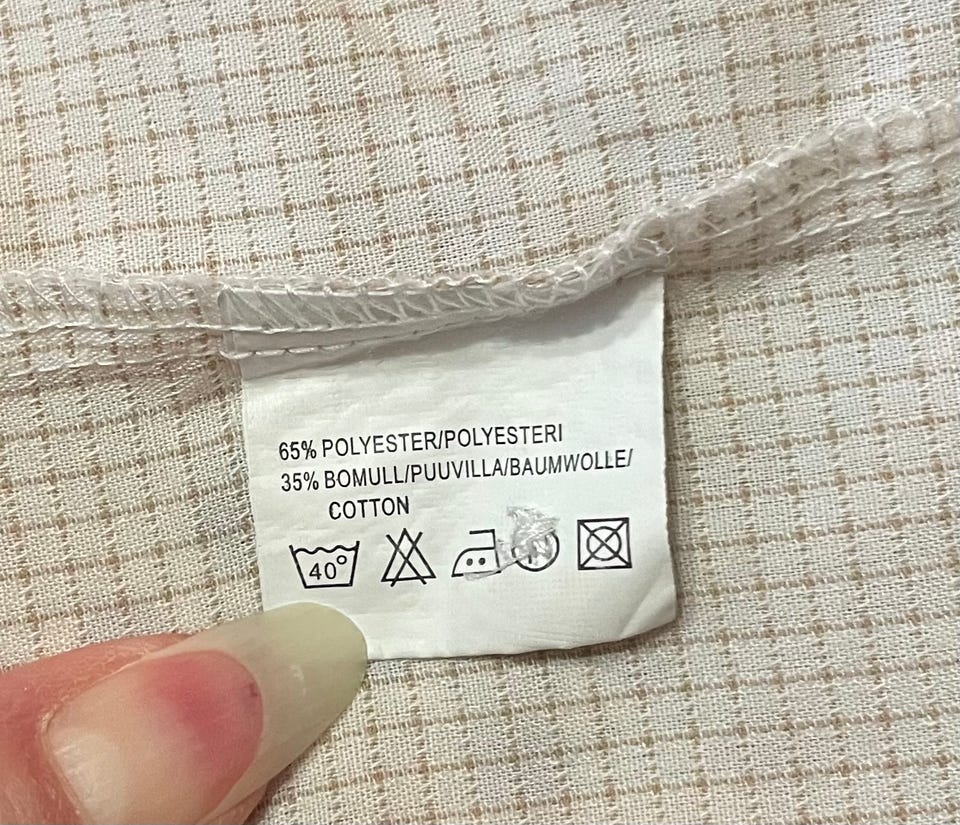 65% POLYESTER/POLYESTERI
35% BOMULL/PUUVILLA/BAUMWOLLE/
COTTON
40°